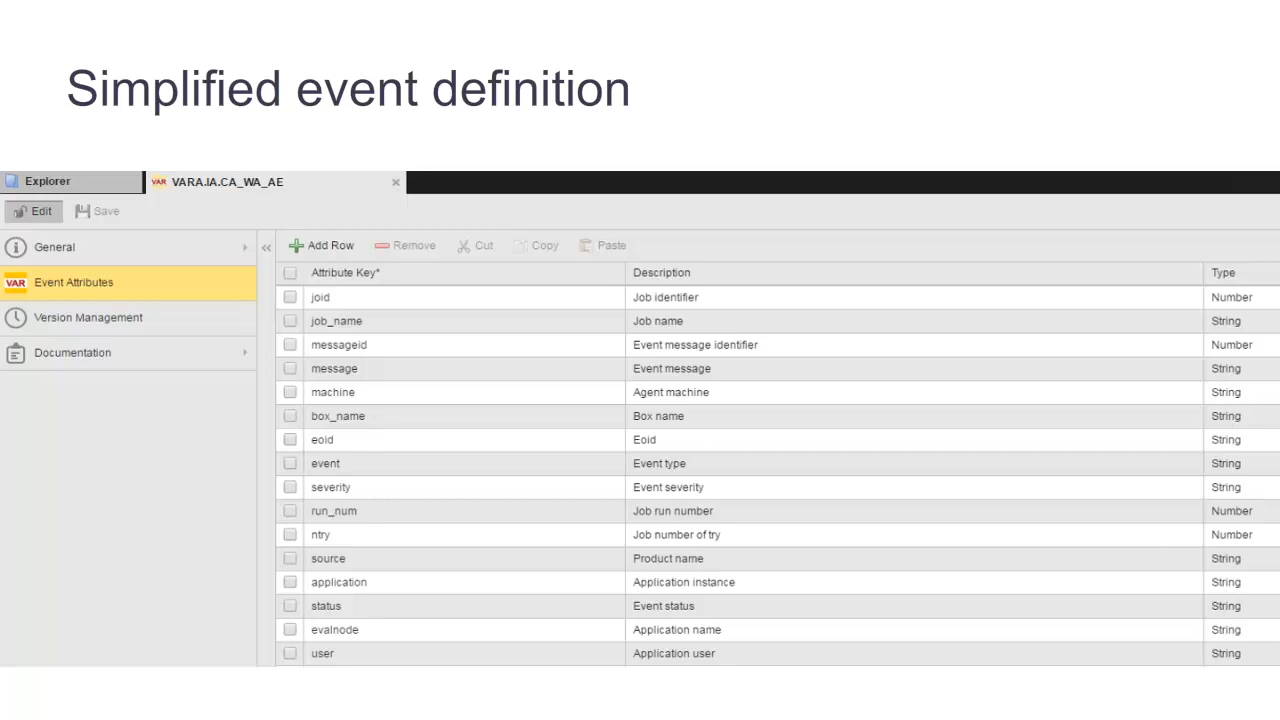 Simplified event definition
Explorer
VAR VARA.IA.CA_WA_AE
Edit Save
General
VAR Event Attributes
Version Management
Documentation
Add Row Remove Cut Copy Paste
Attribute Key* Description Type
joid Job identifier Number
job_name Job name String
messageid Event message identifier Number
message Event message String
machine Agent machine String
box_name Box name String
eoid Eoid String
event Event type String
severity Event severity String
run_num Job run number Number
ntry Job number of try Number
source Product name String
application Application instance String
status Event status String
evalnode Application name String
user Application user String